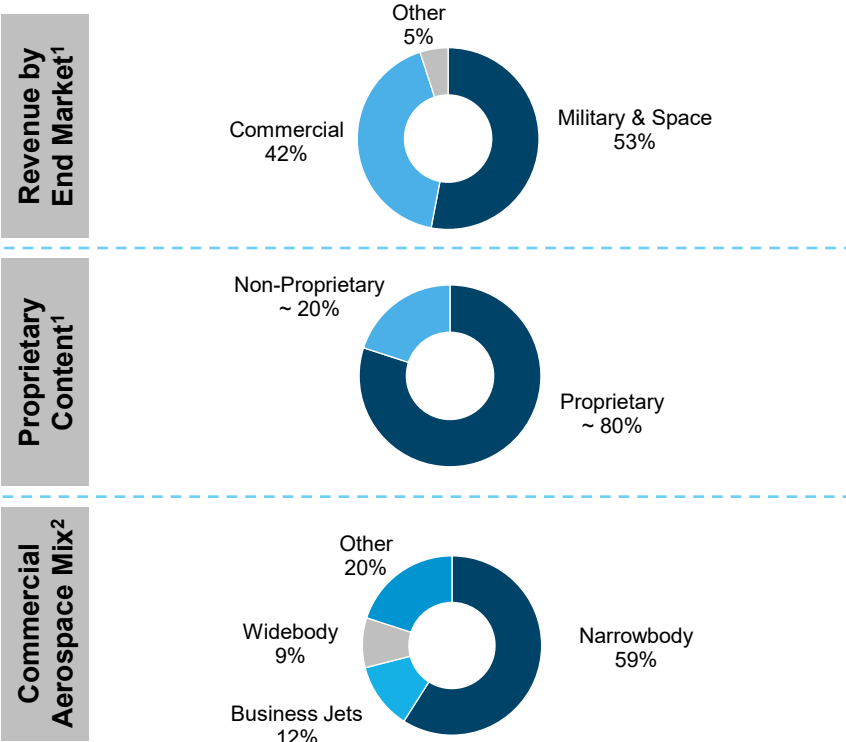 Revenue by
End Market¹
Other
5%
Commercial
42%
Military & Space
53%
Proprietary
Content¹
Non-Proprietary
~ 20%
Proprietary
~ 80%
Commercial
Aerospace Mix²
Other
20%
Widebody
9%
Narrowbody
59%
Business Jets
12%